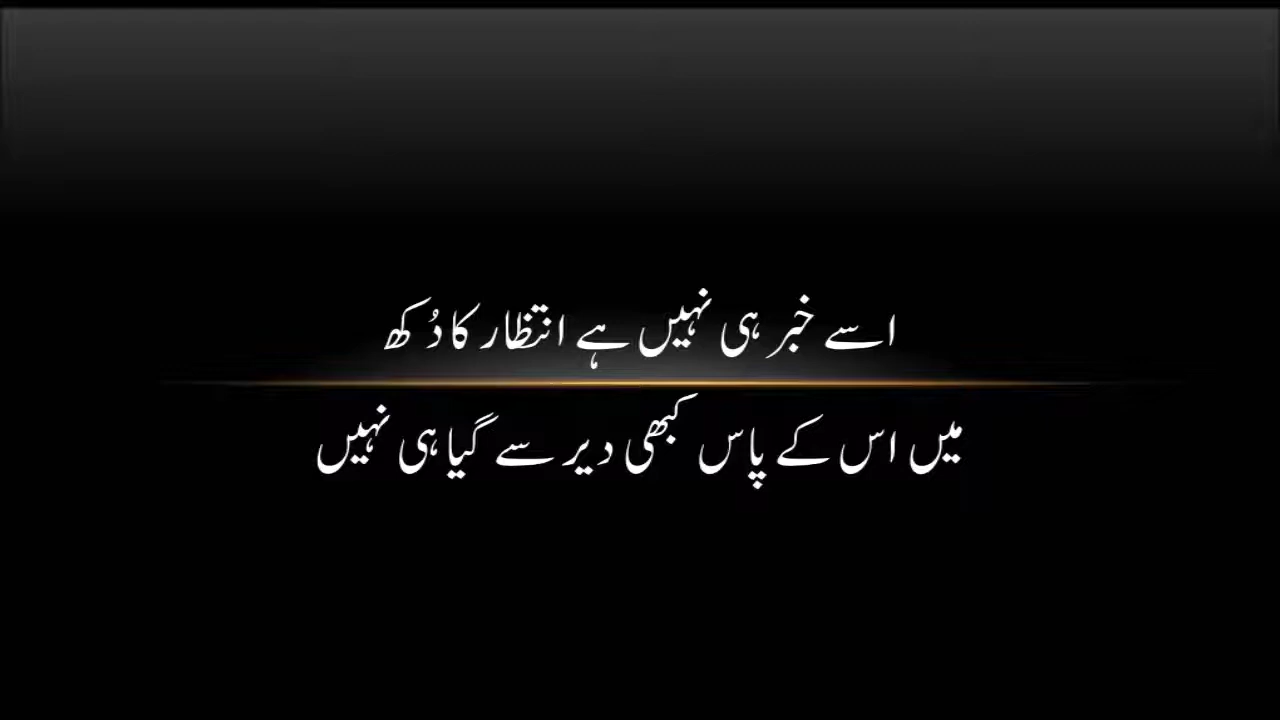 اسے خبر ہی نہیں ہے انتظار کا دُکھ
میں اس کے پاس کبھی دیر سے گیا ہی نہیں